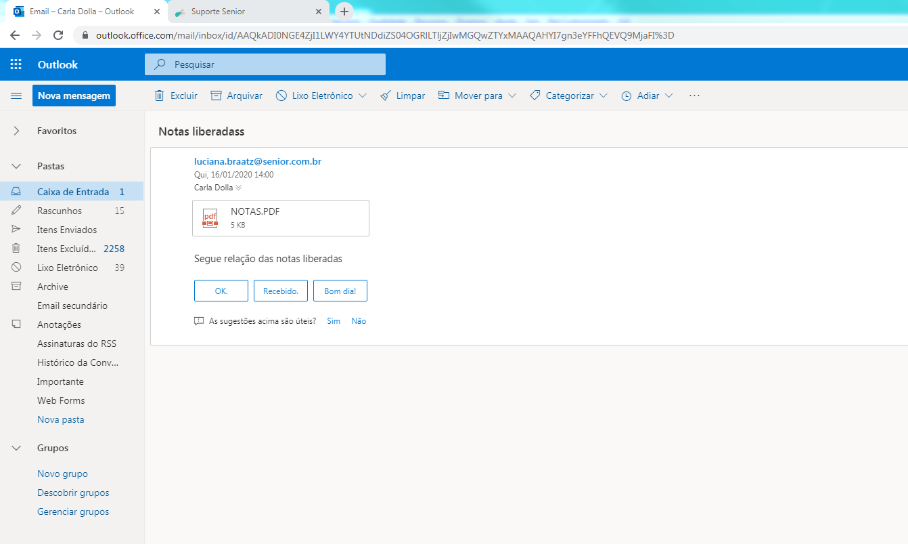 Email – Carla Dolla – Outlook
Suporte Senior
outlook.office.com/mail/inbox/id/AAQkADI0NGE4ZjI1LWY4YTUtNDdiZS04OGRlLTljZjIwMGQwZTYxMAAQAHYI7gn3eYFFhQEVQ9MjaFI%3D
Outlook
Pesquisar
Nova mensagem
Excluir
Arquivar
Lixo Eletrônico
Limpar
Mover para
Categorizar
Adiar
...
Favoritos
Pastas
Caixa de Entrada 1
Rascunhos 15
Itens Enviados
Itens Excluíd... 2258
Lixo Eletrônico 39
Archive
Email secundário
Anotações
Assinaturas do RSS
Histórico da Conv...
Importante
Web Forms
Nova pasta
Grupos
Novo grupo
Descobrir grupos
Gerenciar grupos
Notas liberadass
luciana.braatz@senior.com.br
Qui, 16/01/2020 14:00
Carla Dolla
pdf
NOTAS.PDF
5 KB
Segue relação das notas liberadas
OK.
Recebido.
Bom dia!
As sugestões acima são úteis? Sim Não